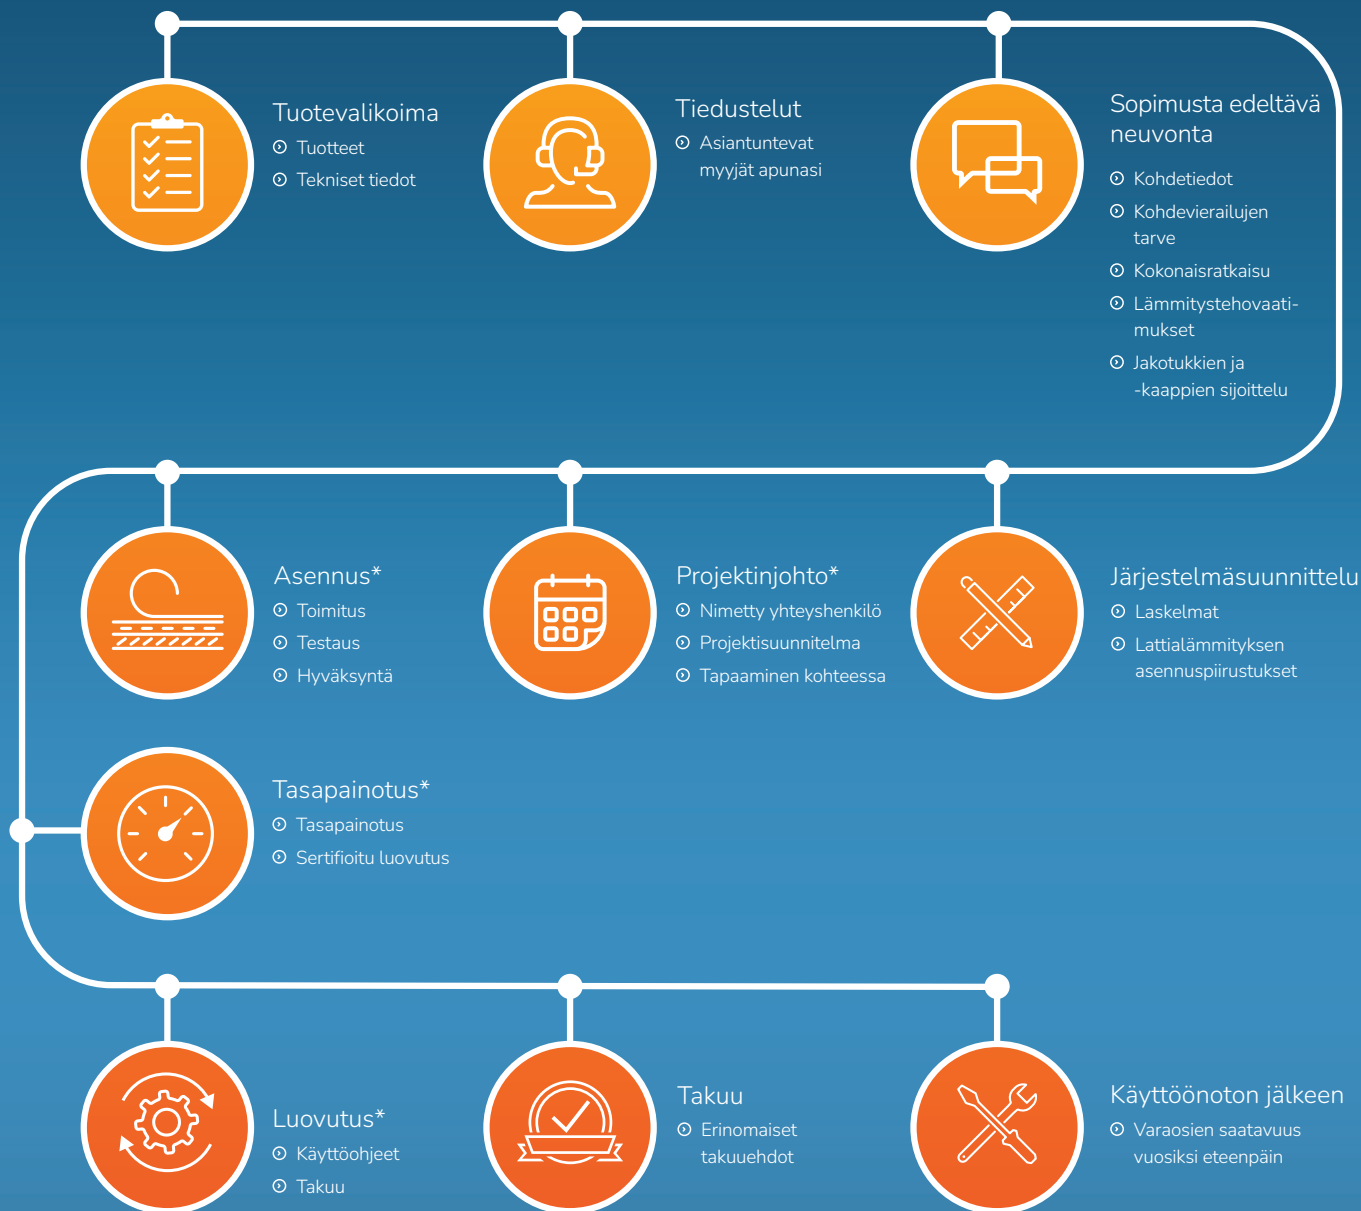 Tuotevalikoima
Tuotteet
Tekniset tiedot
Tiedustelut
Asiantuntevat
myyjät apunasi
Sopimusta edeltävä
neuvonta
Kohdetiedot
Kohdevierailujen
tarve
Kokonaisratkaisu
Lämmitystehovaati-
mukset
Jakotukkien ja
-kaappien sijoittelu
Asennus*
Toimitus
Testaus
Hyväksyntä
Projektinjohto*
Nimetty yhteyshenkilö
Projektisuunnitelma
Tapaaminen kohteessa
Järjestelmäsuunnittelu
Laskelmat
Lattialämmityksen
asennuspiirustukset
Tasapainotus*
Tasapainotus
Sertifioitu luovutus
Luovutus*
Käyttöohjeet
Takuu
Takuu
Erinomaiset
takuuehdot
Käyttöönoton jälkeen
Varaosien saatavuus
vuosiksi eteenpäin